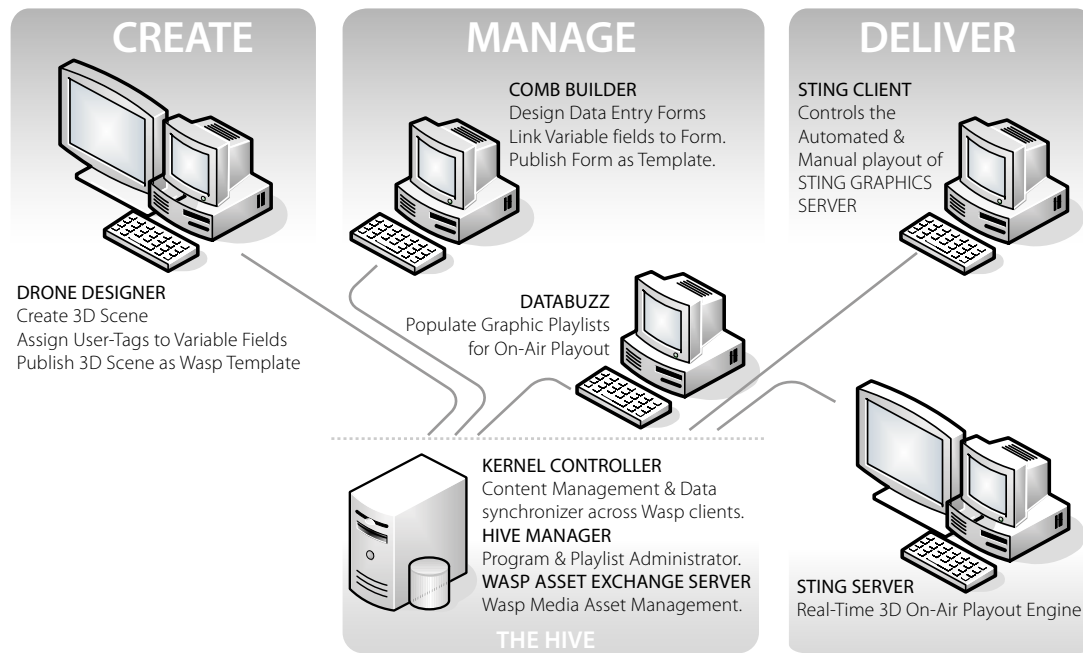 CREATE
DRONE DESIGNER
Create 3D Scene
Assign User-Tags to Variable Fields
Publish 3D Scene as Wasp Template
MANAGE
COMB BUILDER
Design Data Entry Forms
Link Variable fields to Form.
Publish Form as Template.
DATABUZZ
Populate Graphic Playlists
for On-Air Playout
KERNEL CONTROLLER
Content Management & Data
synchronizer across Wasp clients.
HIVE MANAGER
Program & Playlist Administrator.
WASP ASSET EXCHANGE SERVER
Wasp Media Asset Management.
THE HIVE
DELIVER
STING CLIENT
Controls the
Automated &
Manual playout of
STING GRAPHICS
SERVER
STING SERVER
Real-Time 3D On-Air Playout Engine